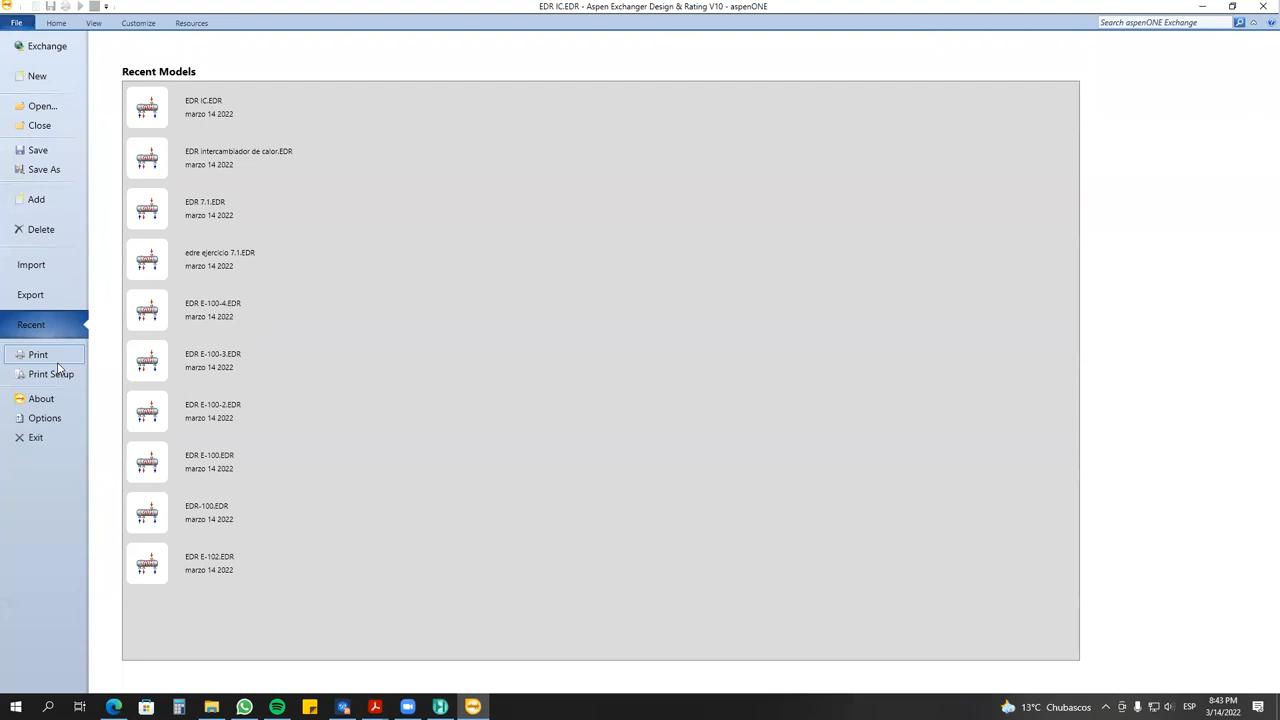 EDR IC.EDR - Aspen Exchanger Design & Rating V10 - aspenONE
File
Home
View
Customize
Resources
Search aspenONE Exchange
Exchange
New
Open...
Close
Save
Save As
Add
Delete
Import
Export
Recent
Print
Print Setup
About
Options
Exit
Recent Models
EDR IC.EDR
marzo 14 2022
EDR intercambiador de calor.EDR
marzo 14 2022
EDR 7.1.EDR
marzo 14 2022
edre ejercicio 7.1.EDR
marzo 14 2022
EDR E-100-4.EDR
marzo 14 2022
EDR E-100-3.EDR
marzo 14 2022
EDR E-100-2.EDR
marzo 14 2022
EDR E-100.EDR
marzo 14 2022
EDR-100.EDR
marzo 14 2022
EDR E-102.EDR
marzo 14 2022
13°C Chubascos
ESP
8:43 PM
3/14/2022